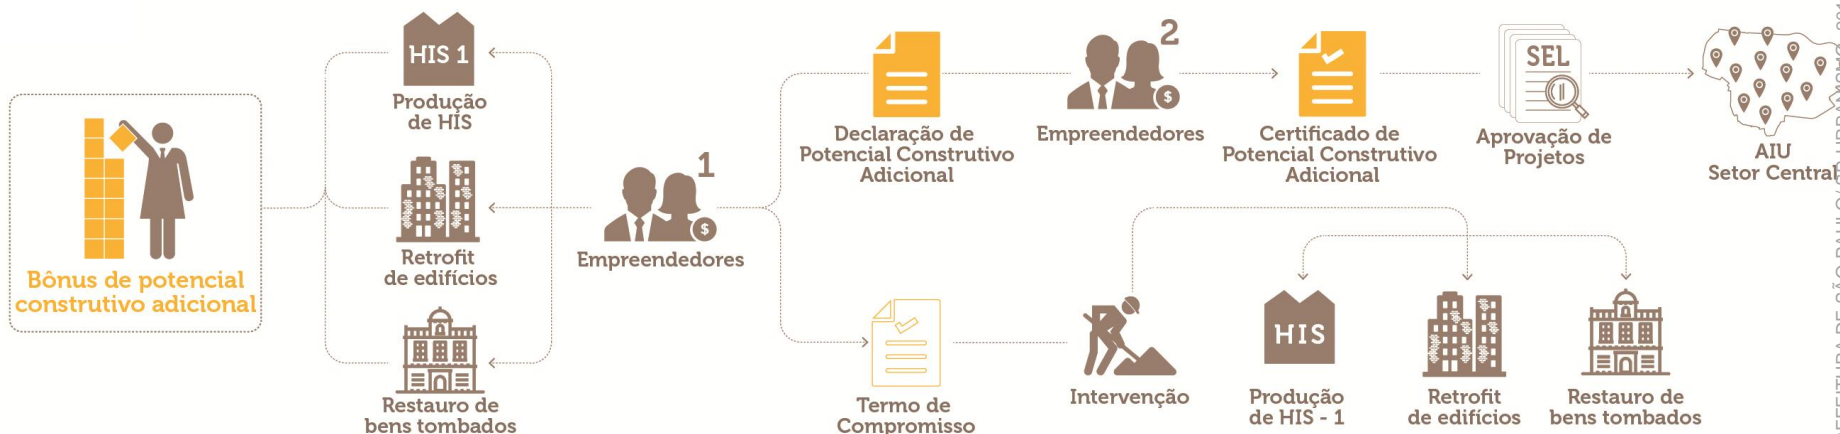 Bônus de potencial
construtivo adicional
HIS 1
Produção
de HIS
Retrofit
de edifícios
Restauro de
bens tombados
1
$
Empreendedores
Declaração de
Potencial Construtivo
Adicional
2
$
Empreendedores
Certificado de
Potencial Construtivo
Adicional
SEL
Aprovação de
Projetos
AIU
Setor Central
Termo de
Compromisso
Intervenção
HIS
Produção
de HIS - 1
Retrofit
de edifícios
Restauro de
bens tombados